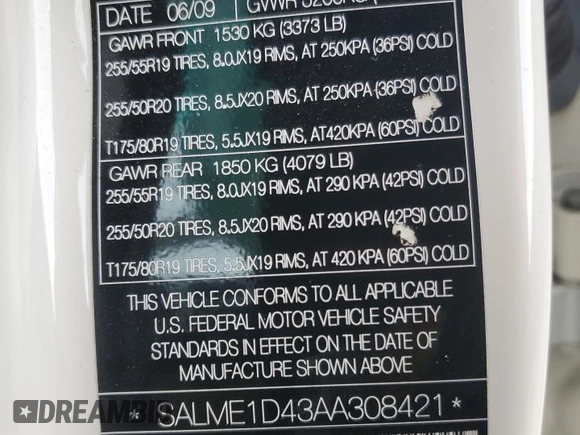 DATE 06/09
GAWR FRONT 1530 KG (3373 LB)
255/55R19 TIRES, 8.0JX19 RIMS, AT 250KPA (36PSI) COLD
255/50R20 TIRES, 8.5JX20 RIMS, AT 250KPA (36PSI) COLD
T175/80R19 TIRES, 5.5JX19 RIMS, AT420KPA (60PSI) COLD
GAWR REAR 1850 KG (4079 LB)
255/55R19 TIRES, 8.0JX19 RIMS, AT 290 KPA (42PSI) COLD
255/50R20 TIRES, 8.5JX20 RIMS, AT 290 KPA (42PSI) COLD
T175/80R19 TIRES, 5.5JX19 RIMS, AT 420 KPA (60PSI) COLD
THIS VEHICLE CONFORMS TO ALL APPLICABLE
U.S. FEDERAL MOTOR VEHICLE SAFETY
STANDARDS IN EFFECT ON THE DATE OF
MANUFACTURE SHOWN ABOVE
* SALME1D43AA308421 *